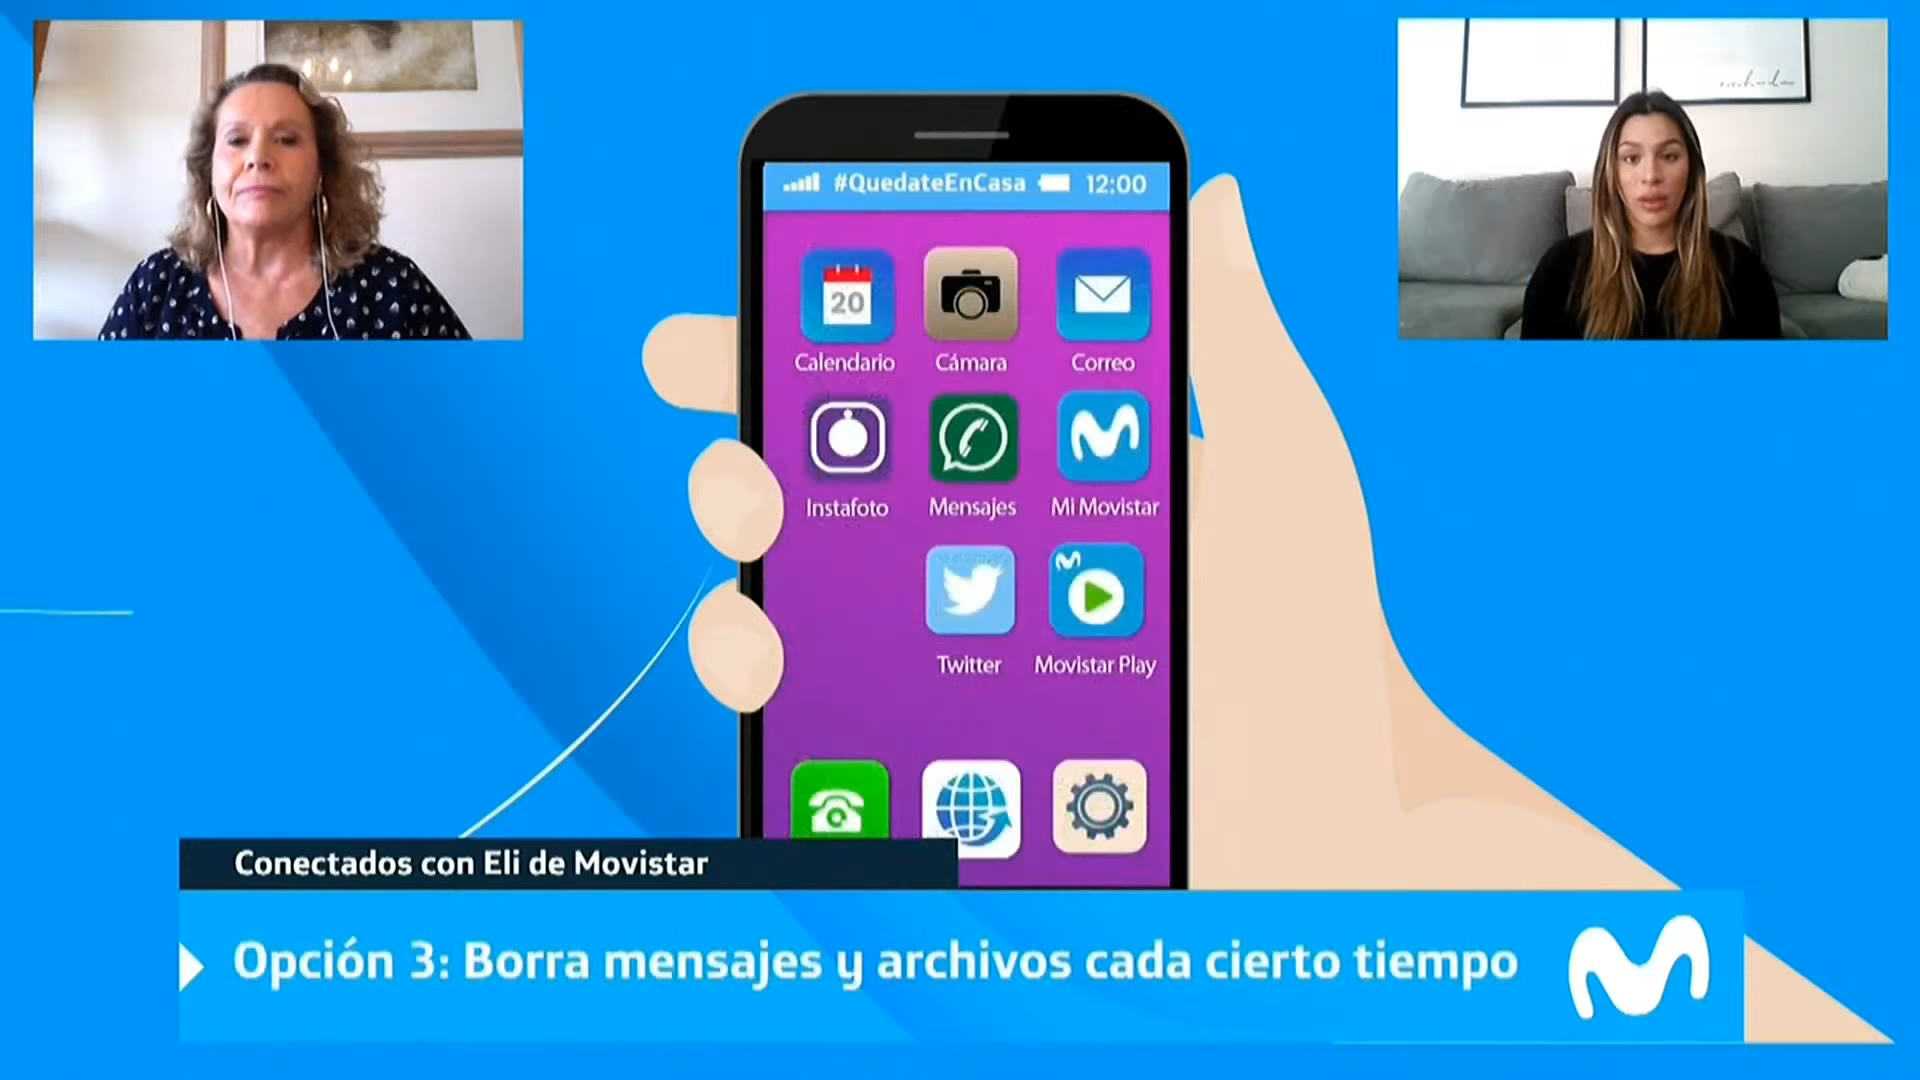 #QuedateEnCasa 12:00
20
Calendario Cámara Correo
Instafoto Mensajes Mi Movistar
Twitter Movistar Play
Conectados con Eli de Movistar
Opción 3: Borra mensajes y archivos cada cierto tiempo